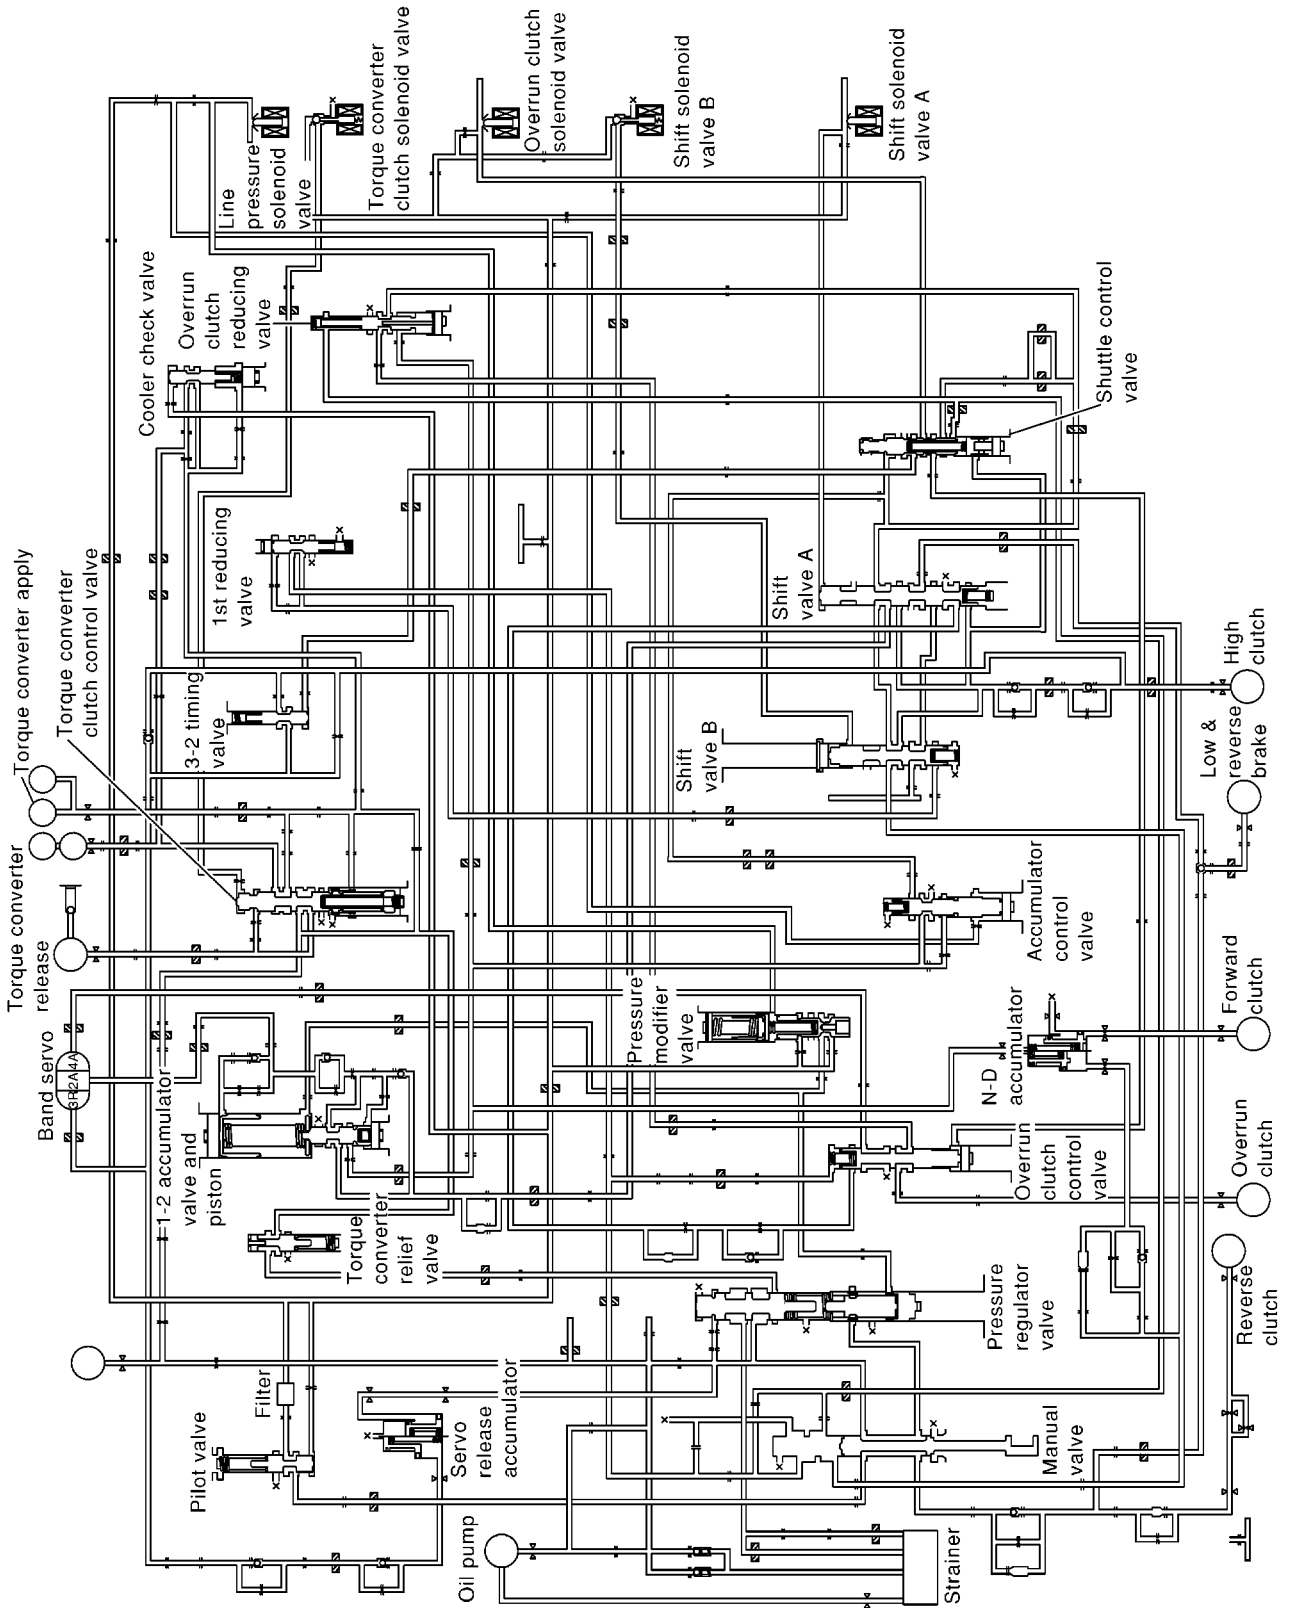 Torque converter apply
Torque converter
clutch control valve
Torque converter
release
Band servo
3R
2A
4A
1-2 accumulator
valve and
piston
Torque
converter
relief
valve
3-2 timing
valve
1st reducing
valve
Cooler check valve
Overrun
clutch
reducing
valve
Line
pressure
solenoid
valve
Torque converter
clutch solenoid valve
Overrun clutch
solenoid valve
Shift solenoid
valve B
Shift solenoid
valve A
Shuttle control
valve
Shift
valve A
Shift
valve B
High
clutch
Low &
reverse
brake
Accumulator
control
valve
Forward
clutch
Pressure
modifier
valve
N-D
accumulator
Overrun
clutch
control
valve
Overrun
clutch
Reverse
clutch
Pressure
regulator
valve
Manual
valve
Pilot valve
Filter
Servo
release
accumulator
Oil pump
Strainer